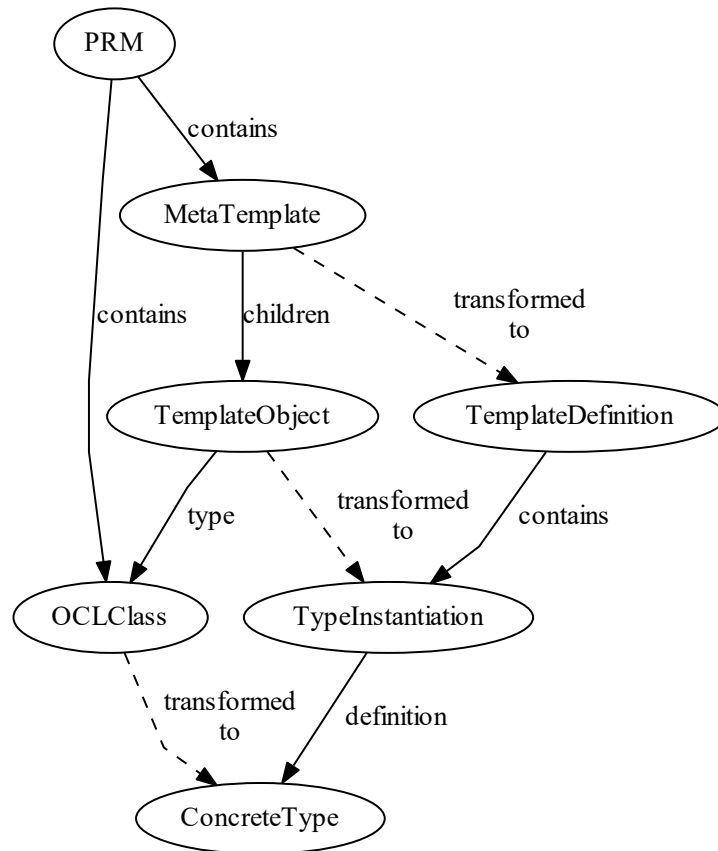 PRM
contains
MetaTemplate
transformed
to
contains
children
TemplateObject
TemplateDefinition
transformed
to
type
contains
OCLClass
TypeInstantiation
transformed
to
definition
ConcreteType